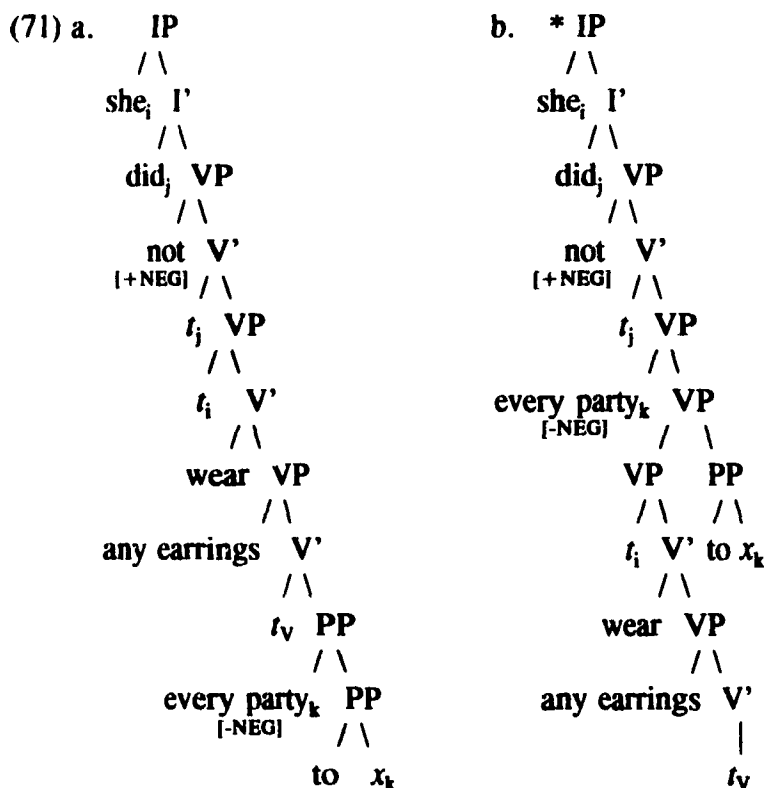 (71) a. IP b. * IP
she_i I' she_i I'
did_j VP did_j VP
not V' not V'
[+NEG] [+NEG]
t_j VP t_j VP
t_i V' every party_k VP
[-NEG]
wear VP VP PP
any earrings V' t_i V' to x_k
t_V PP wear VP
every party_k PP any earrings V'
[-NEG]
to x_k t_V